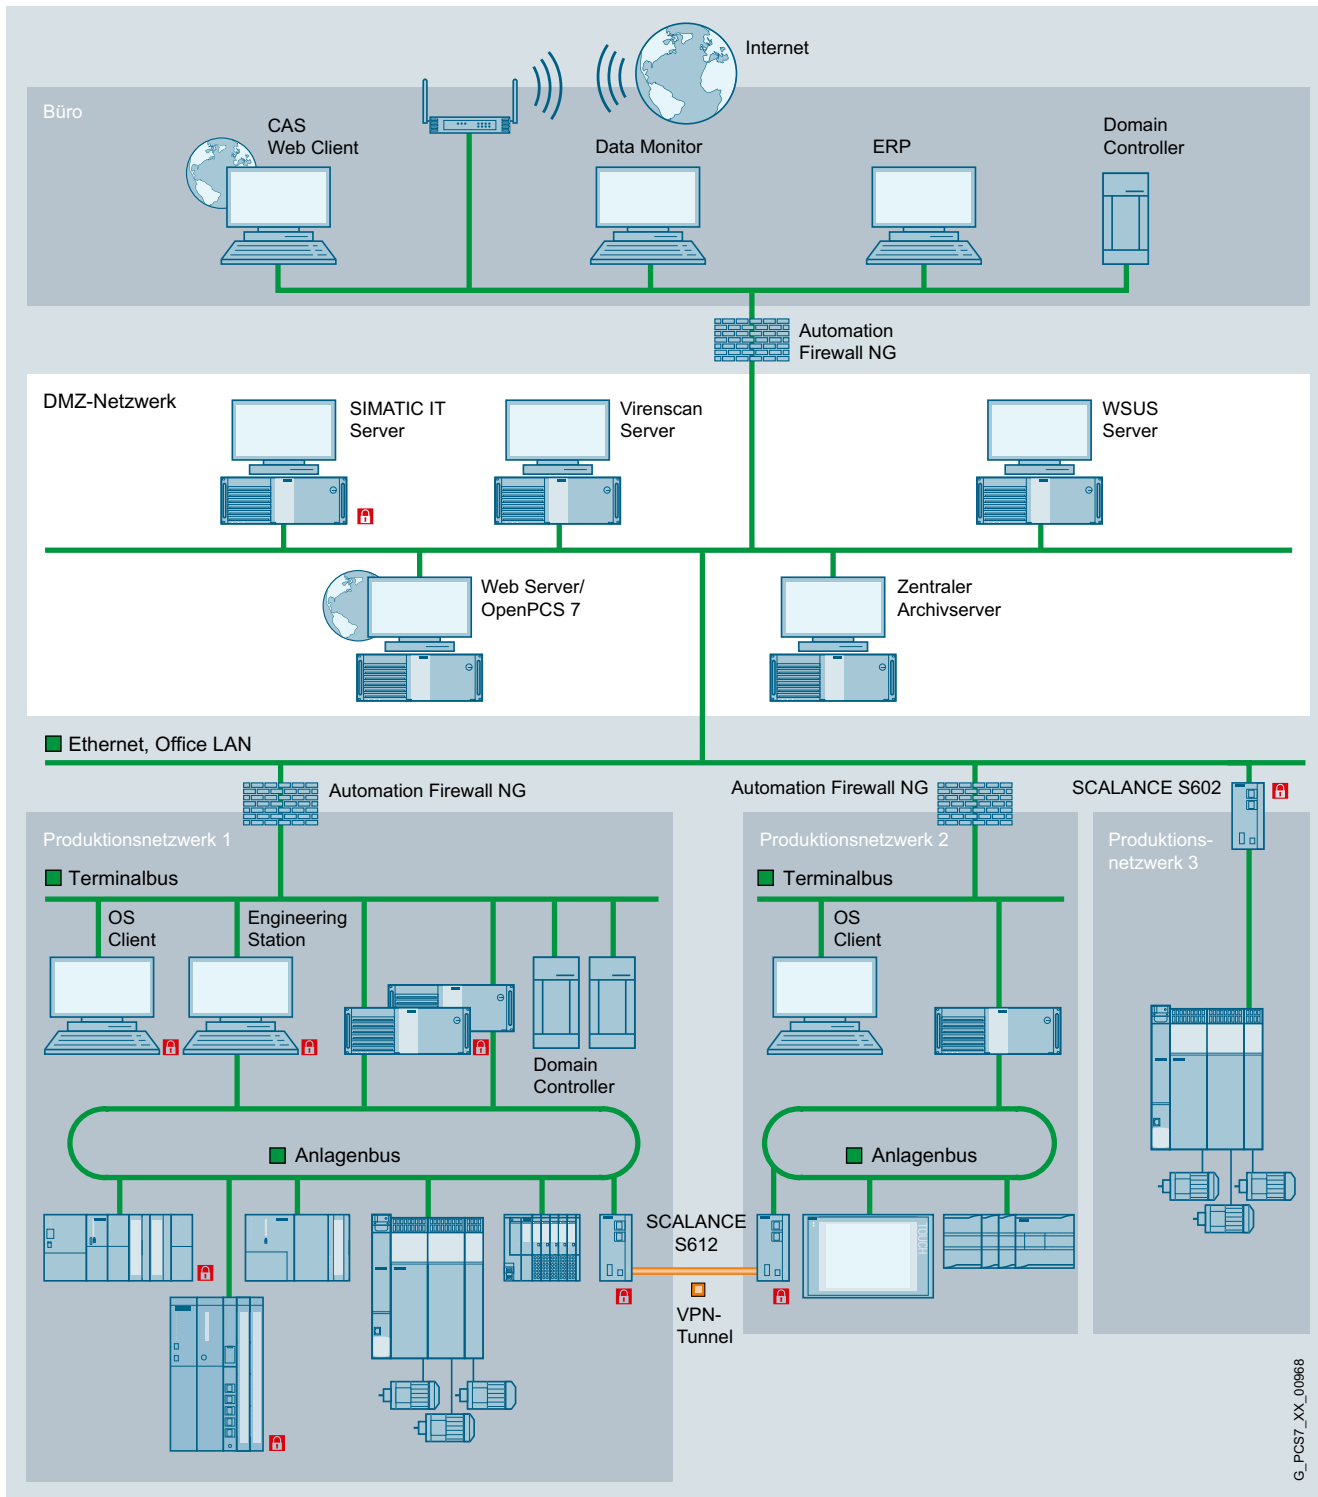 Internet
Büro
CAS
Web Client
Data Monitor
ERP
Domain
Controller
Automation
Firewall NG
DMZ-Netzwerk
SIMATIC IT
Server
Virenscan
Server
WSUS
Server
Web Server/
OpenPCS 7
Zentraler
Archivserver
Ethernet, Office LAN
Automation Firewall NG
Automation Firewall NG
SCALANCE S602
Produktionsnetzwerk 1
Produktionsnetzwerk 2
Produktions-
netzwerk 3
Terminalbus
Terminalbus
OS
Client
Engineering
Station
OS
Client
Domain
Controller
Anlagenbus
Anlagenbus
SCALANCE
S612
TOUCH
VPN-
Tunnel
G_PCS7_XX_00968